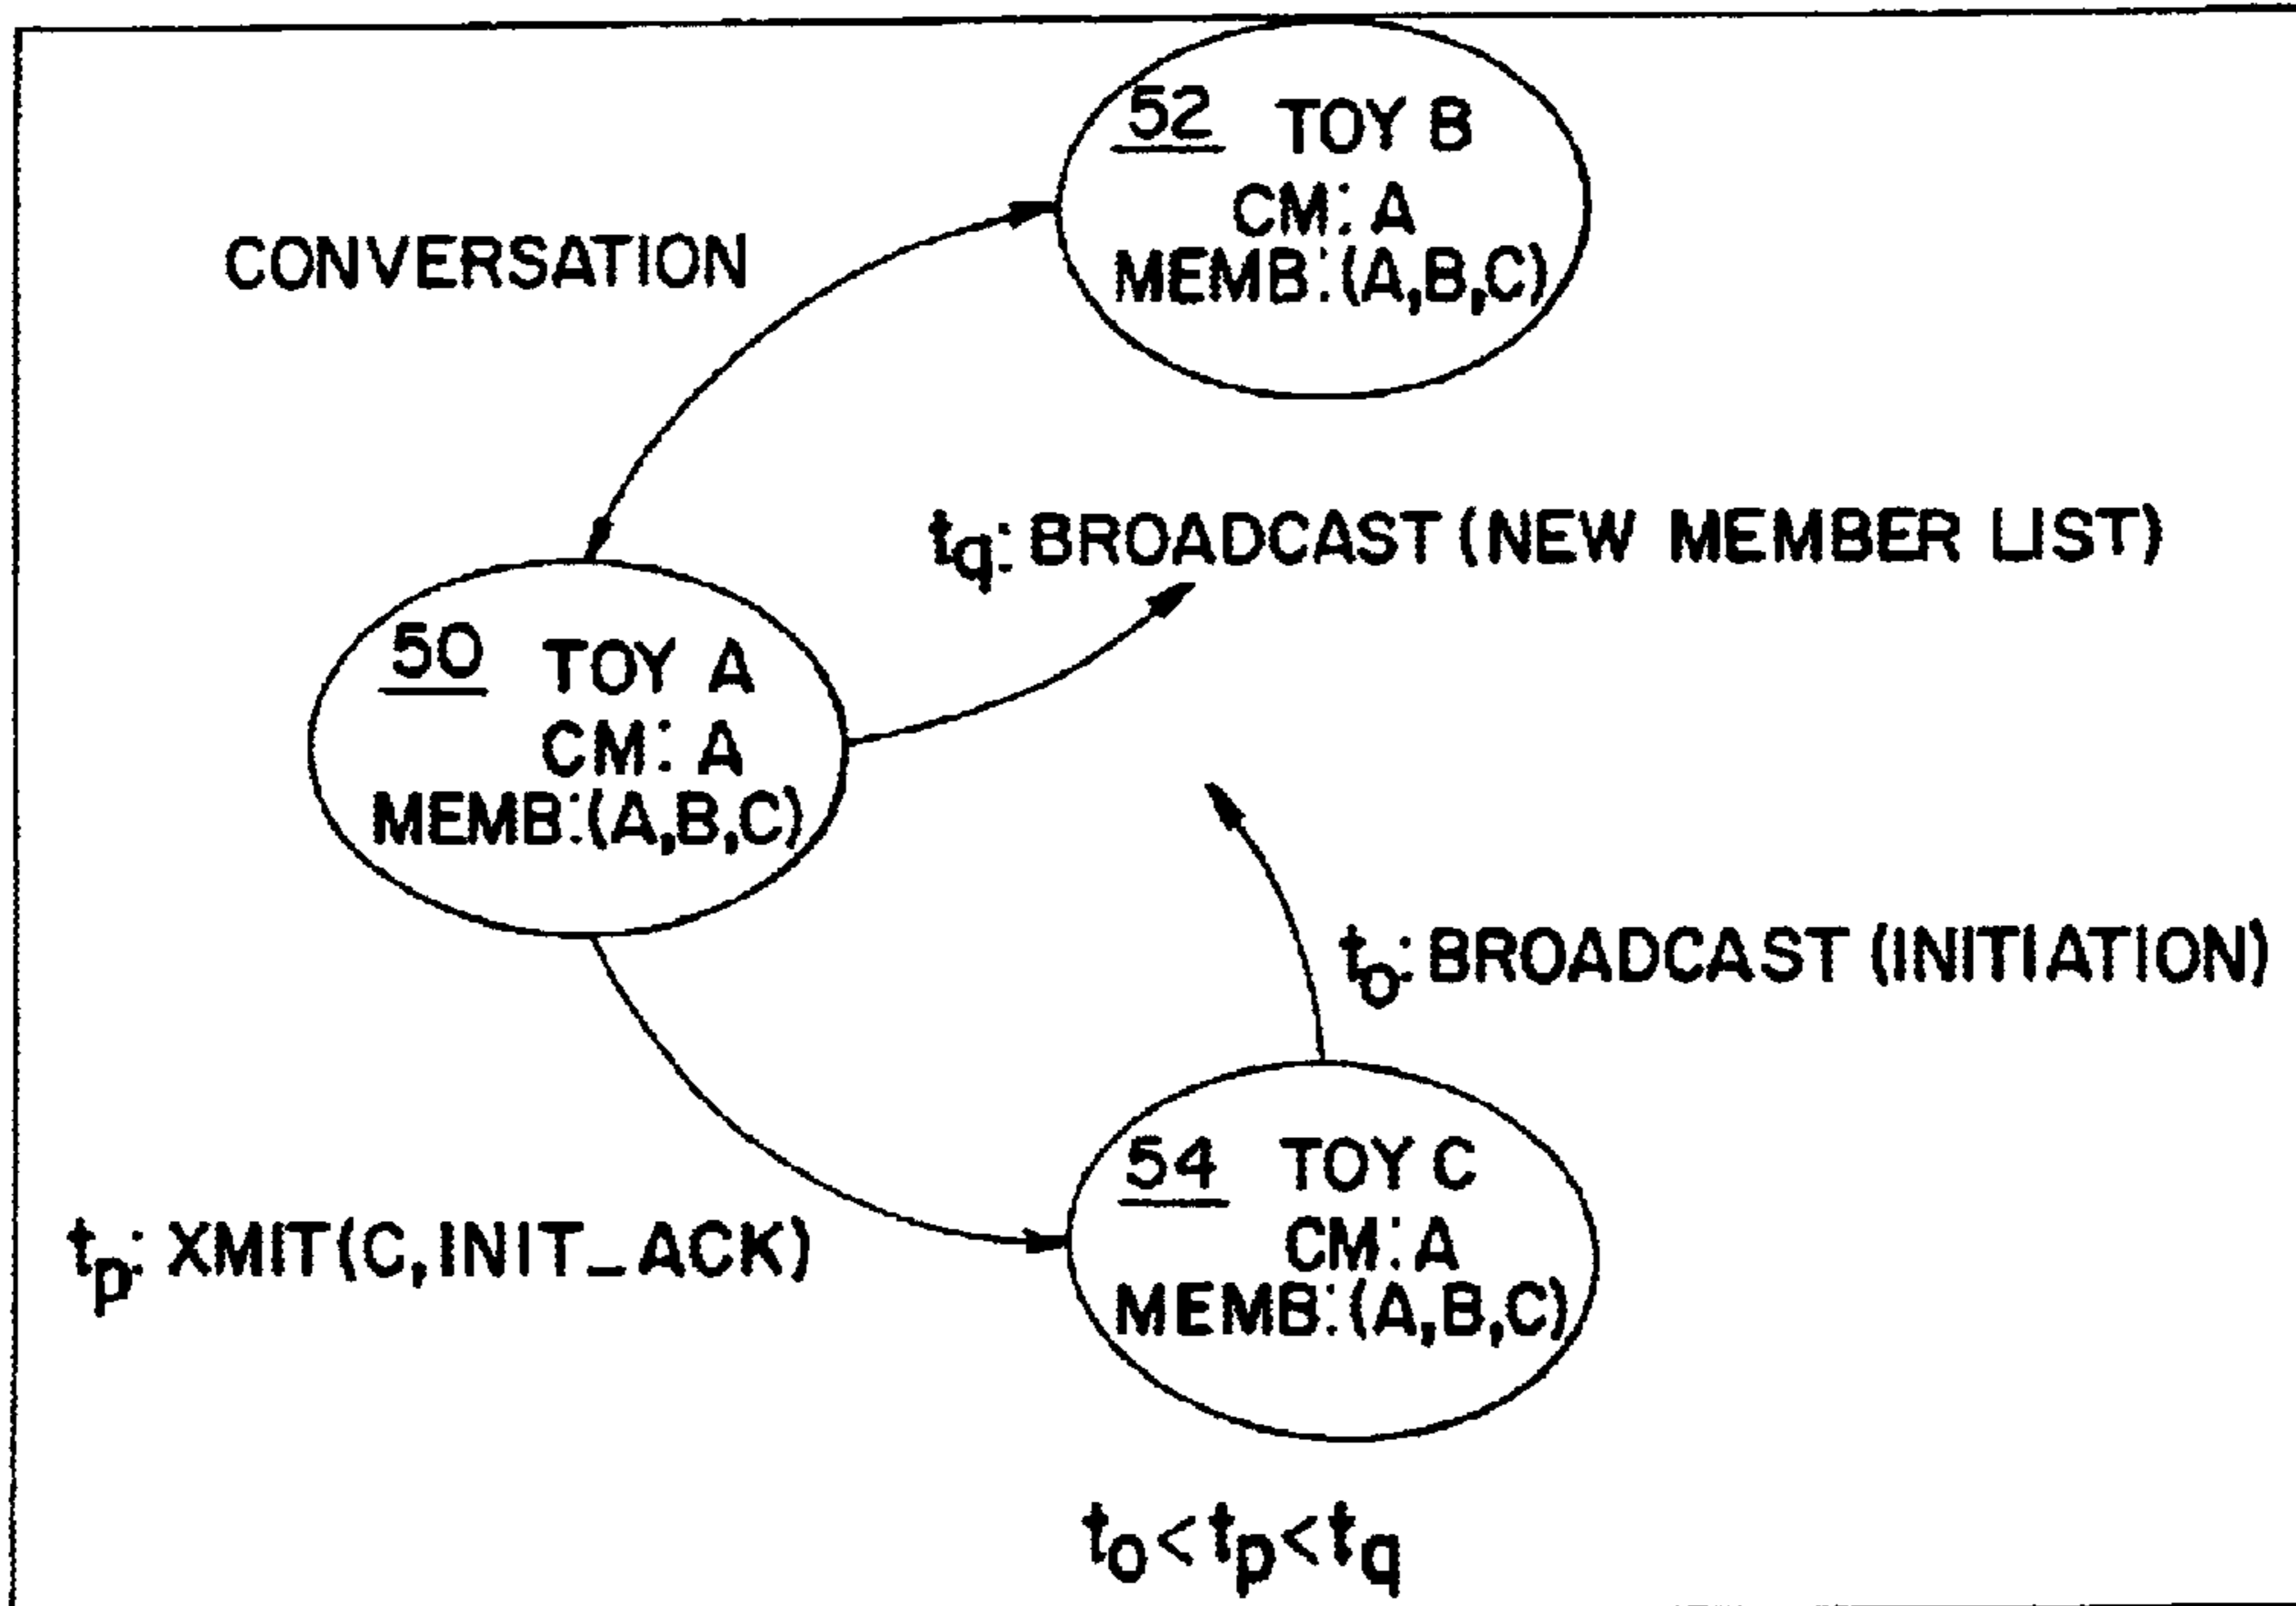 52 TOY B
CM: A
MEMB:(A,B,C)
CONVERSATION
tq: BROADCAST (NEW MEMBER LIST)
50 TOY A
CM: A
MEMB:(A,B,C)
to: BROADCAST (INITIATION)
54 TOY C
CM: A
MEMB:(A,B,C)
tp: XMIT(C,INIT_ACK)
to<tp<tq